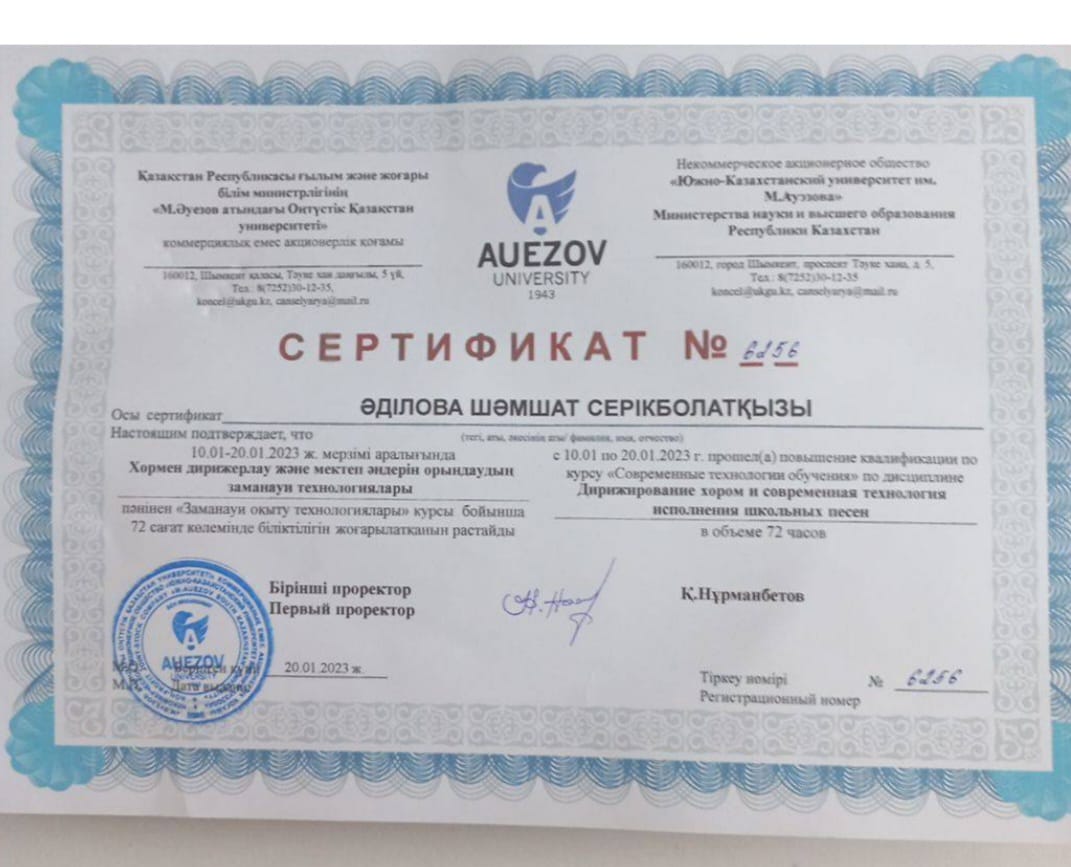 Қазақстан Республикасы ғылым және жоғары
білім министрлігінің
«М.Әуезов атындағы Оңтүстік Қазақстан
университеті»
коммерциялық емес акционерлік қоғамы
160012, Шымкент қаласы, Тәуке хан даңғылы, 5 үй,
Тел.: 8(7252)30-12-35,
koncel@ukgu.kz, canselyarya@mail.ru
AUEZOV
UNIVERSITY
1943
Некоммерческое акционерное общество
«Южно-Казахстанский университет им.
М.Ауэзова»
Министерства науки и высшего образования
Республики Казахстан
160012, город Шымкент, проспект Тауке хана, д. 5,
Тел.: 8(7252)30-12-35
koncel@ukgu.kz, canselyarya@mail.ru
СЕРТИФИКАТ № 6256
Осы сертификат ӘДІЛОВА ШӘМШАТ СЕРІКБОЛАТҚЫЗЫ
Настоящим подтверждает, что (тегі, аты, әкесінің аты/ фамилия, имя, отчество)
10.01-20.01.2023 ж. мерзімі аралығында
Хормен дирижерлау және мектеп әндерін орындаудың
заманауи технологиялары
пәнінен «Заманауи оқыту технологиялары» курсы бойынша
72 сағат көлемінде біліктілігін жоғарылатқанын растайды
с 10.01 по 20.01.2023 г. прошел(а) повышение квалификации по
курсу «Современные технологии обучения» по дисциплине
Дирижирование хором и современная технология
исполнения школьных песен
в объеме 72 часов
Бірінші проректор
Первый проректор
Қ.Нұрманбетов
AUEZOV
UNIVERSITY
М.О. Берілген күні 20.01.2023 ж.
М.П. Дата выдачи
Тіркеу нөмірі № 6256
Регистрационный номер